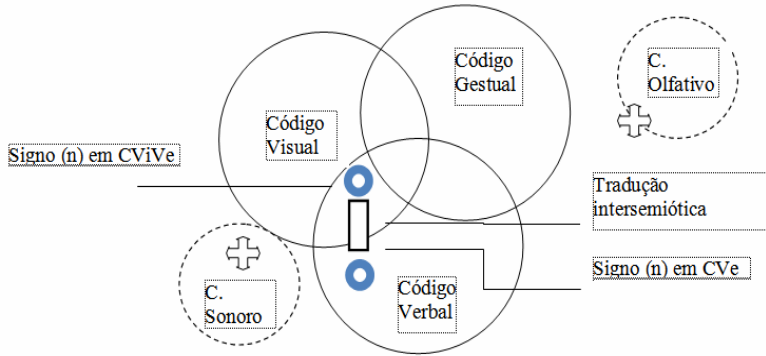 Código
Gestual
C.
Olfativo
Código
Visual
Signo (n) em CViVe
Tradução
intersemiótica
Signo (n) em CVe
C.
Sonoro
Código
Verbal